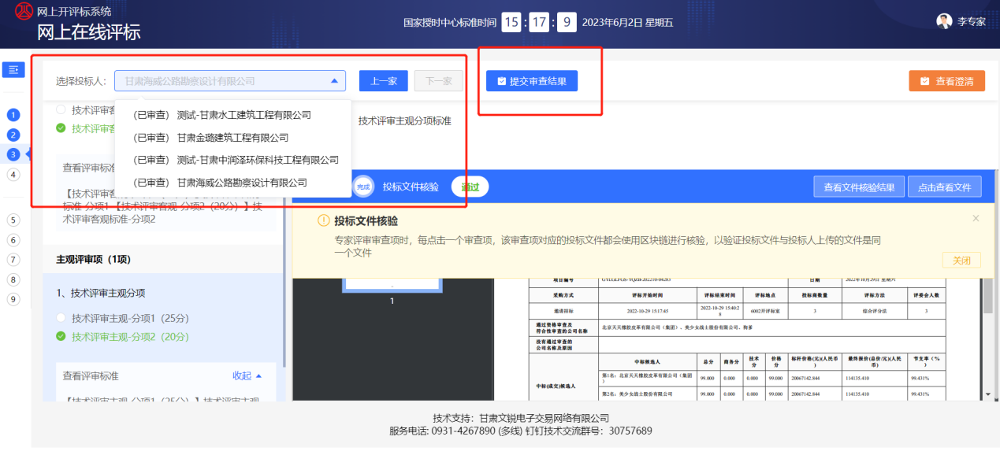 网上开评标系统
网上在线评标
国家授时中心标准时间 15 : 17 : 9 2023年6月2日 星期五
李专家
选择投标人: 甘肃海威公路勘察设计有限公司
上一家
下一家
提交审查结果
查看澄清
1
2
3
4
5
6
7
8
9
(已审查) 测试-甘肃水工建筑工程有限公司
(已审查) 甘肃金璐建筑工程有限公司
(已审查) 测试-甘肃中润泽环保科技工程有限公司
(已审查) 甘肃海威公路勘察设计有限公司
技术评审客
技术评审客
技术评审主观分项标准
查看评审标准
【技术评审客
标准-分项1 【技术评审客观-分项2(20分)】技
术评审客观标准-分项2
主观评审项(1项)
1、技术评审主观分项
技术评审主观-分项1 (25分)
技术评审主观-分项2 (20分)
查看评审标准
收起
【技术评审主观-分项1(25分)】技术评审主观
完成
投标文件核验
通过
查看文件核验结果
点击查看文件
投标文件核验
专家评审审查项时,每点击一个审查项,该审查项对应的投标文件都会使用区块链进行核验,以验证投标文件与投标人上传的文件是同
一个文件
关闭
1
项目编号
日期 2022年10月29日 星期六
采购方式 评标开始时间 评标结束时间 评标地点 投标商数量 评标方法 评委会人数
邀请招标 2022-10-29 15:17:45 2022-10-29 15:40:28 6002开评标室 3 综合评分法 3
通过资格审查及符合性审查的公司名称 北京天天橡胶皮革有限公司(集团)、美少女战士股份有限公司、狗蛋
没有通过审查的公司名称及原因
中标(成交)候选人
中标候选人 总分 商务分 技术分 价格分 标杆价格(元)(人民币) 最终报价(总价/元)(人民币) 节支率(%)
第1名: 北京天天橡胶皮革有限公司(集团) 99.000 0.000 0.000 99.000 20067142.844 114135.410 99.431%
第2名: 美少女战士股份有限公司 99.000 0.000 0.000 99.000 20067142.844 114135.410 99.431%
技术支持: 甘肃文锐电子交易网络有限公司
服务电话: 0931-4267890 (多线) 钉钉技术交流群号: 30757689